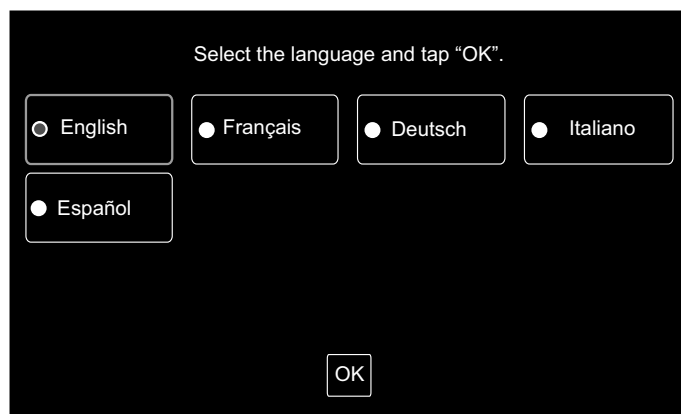 Select the language and tap “OK”.
English
Français
Deutsch
Italiano
Español
OK